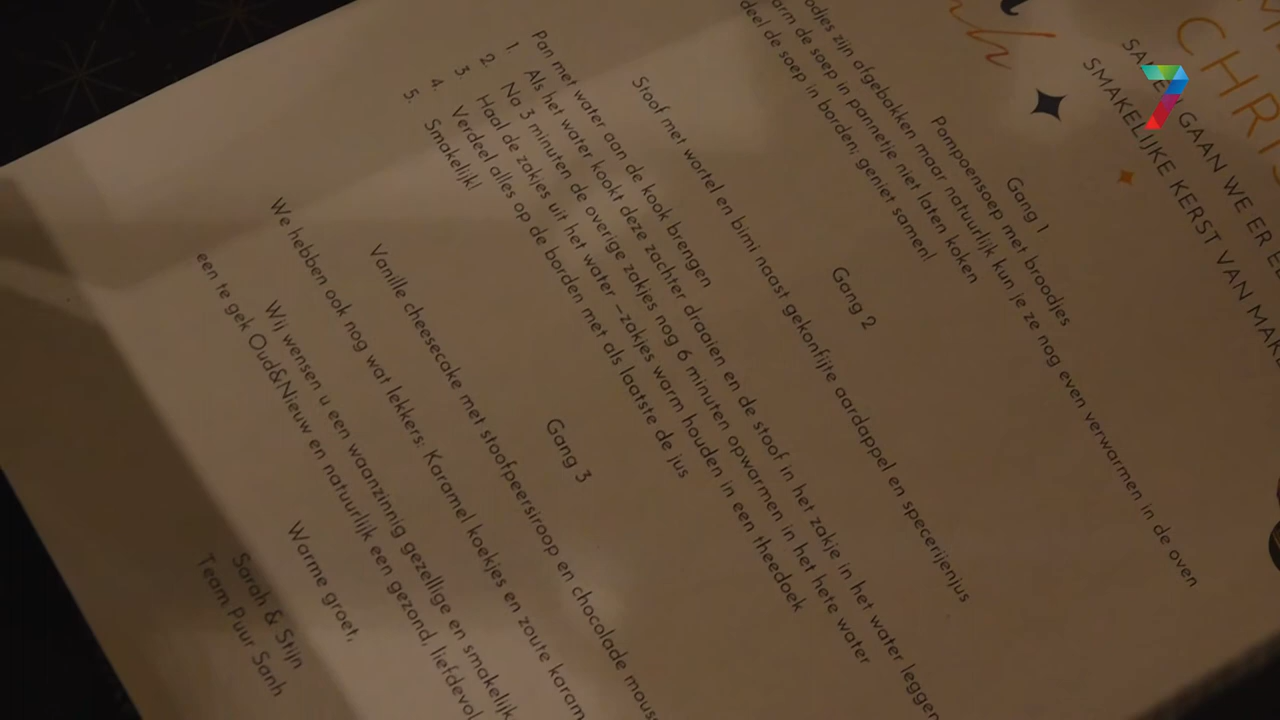 CHRIS
SAMEN GAAN WE ER E
SMAKELIJKE KERST VAN MAK
Gang 1
Pompoensoep met broodjes
odjes zijn afgebakken maar natuurlijk kun je ze nog even verwarmen in de oven
arm de soep in pannetje niet laten koken
deel de soep in borden; geniet samen!
Gang 2
Stoof met wortel en bimi naast gekonfijte aardappel en specerijenjus
Pan met water aan de kook brengen
1. Als het water kookt deze zachter draaien en de stoof in het zakje in het water leggen
2. Na 3 minuten de overige zakjes nog 6 minuten opwarmen in het hete water
3. Haal de zakjes uit het water –zakjes warm houden in een theedoek
4. Verdeel alles op de borden met als laatste de jus
5. Smakelijk!
Gang 3
Vanille cheesecake met stoofpeersiroop en chocolade mous
We hebben ook nog wat lekkers: Karamel koekjes en zoute karam
Wij wensen u een waanzinnig gezellige en smakelijk
een te gek Oud&Nieuw en natuurlijk een gezond, liefdevol
Warme groet,
Sarah & Stijn
Team Puur Sanh